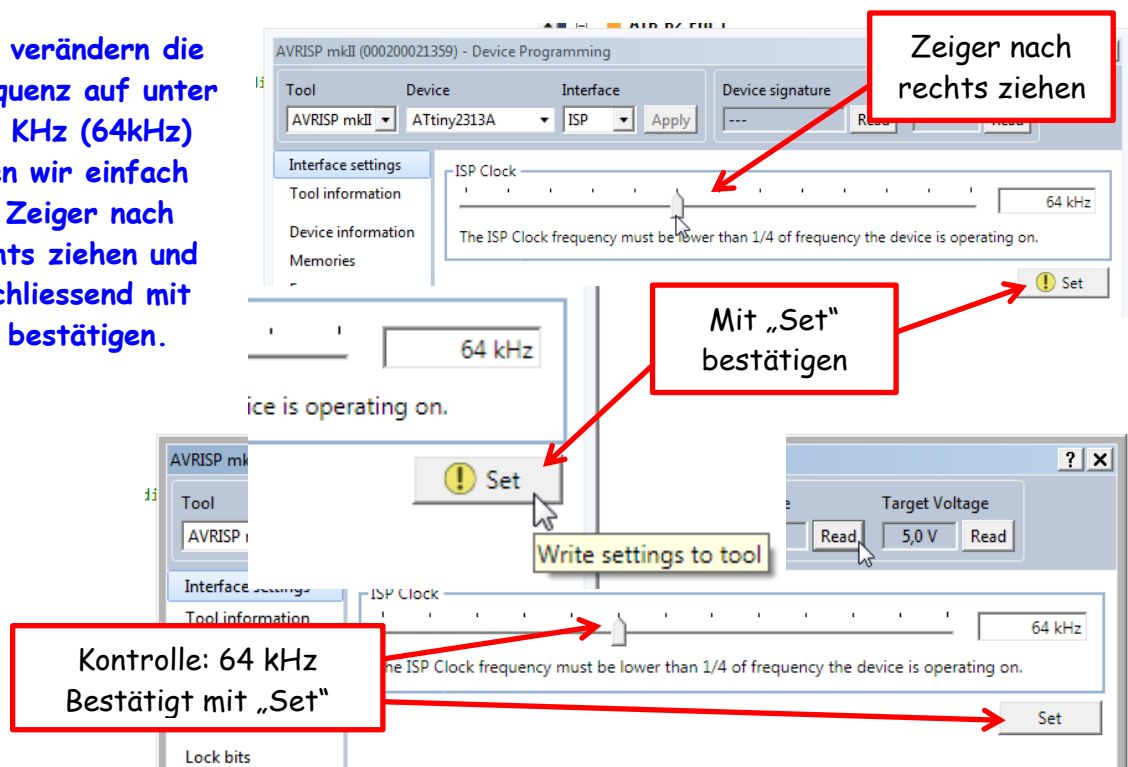 verändern die
quenz auf unter
KHz (64kHz)
en wir einfach
Zeiger nach
nts ziehen und
chliessend mit
bestätigen.
AVRISP mkII (000200021359) - Device Programming
Zeiger nach
rechts ziehen
Tool Device Interface Device signature
AVRISP mkII ATtiny2313A ISP Apply --- Read Read
Interface settings
Tool information
Device information
Memories
ISP Clock
64 kHz
The ISP Clock frequency must be lower than 1/4 of frequency the device is operating on.
Set
Mit „Set“
bestätigen
64 kHz
ice is operating on.
Set
Write settings to tool
AVRISP mk
? X
Tool
Target Voltage
AVRISP
Read 5,0 V Read
Interface settings
Tool information
ISP Clock
64 kHz
he ISP Clock frequency must be lower than 1/4 of frequency the device is operating on.
Set
Kontrolle: 64 kHz
Bestätigt mit „Set“
Lock bits